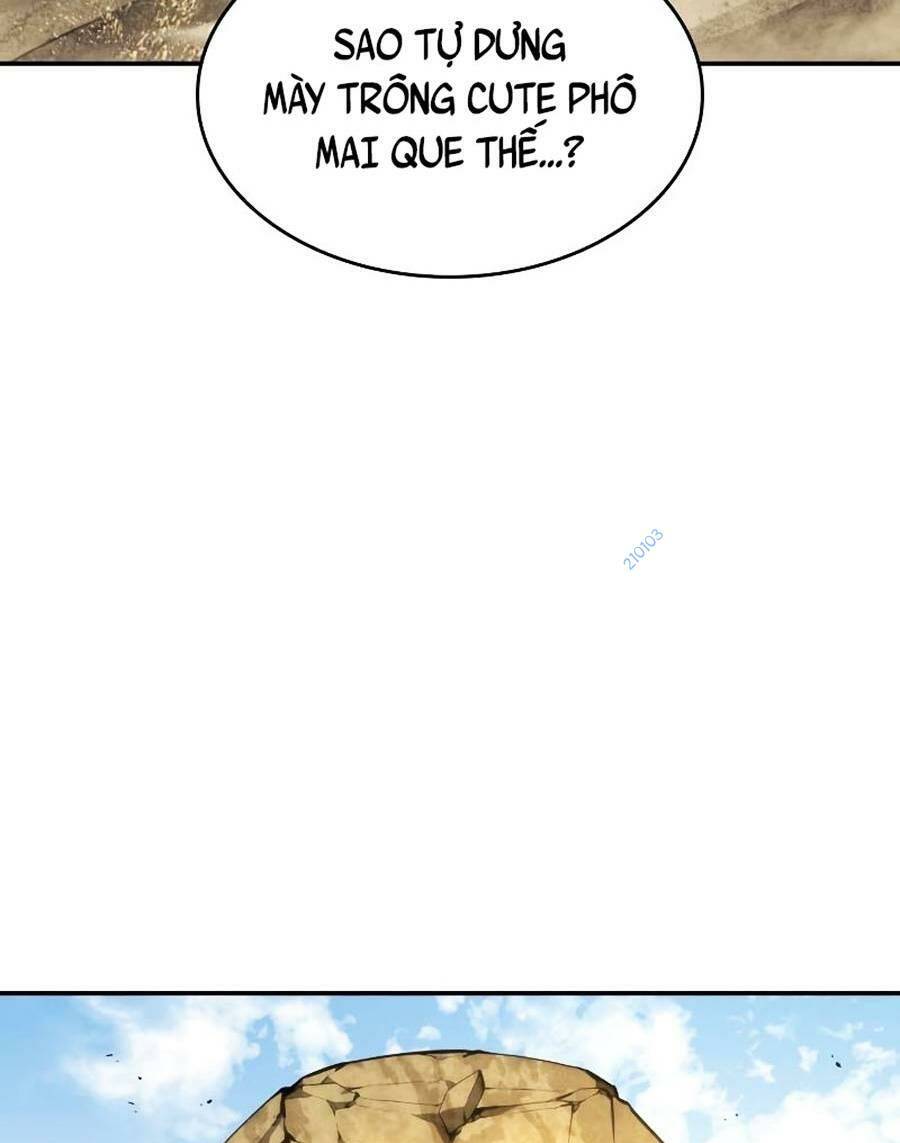 SAO TỰ DƯNG
MÀY TRÔNG CUTE PHÔ
MAI QUE THẾ...?
210103